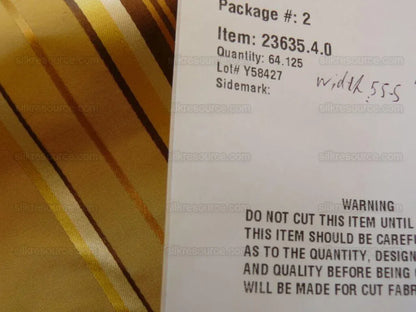 Package #: 2
Item: 23635.4.0
Quantity: 64.125
Lot# Y58427
Sidemark:
width 55.5
WARNING
DO NOT CUT THIS ITEM UNTIL
THIS ITEM SHOULD BE CAREFU
AS TO THE QUANTITY, DESIGN
AND QUALITY BEFORE BEING
WILL BE MADE FOR CUT FABR
silkresource.com